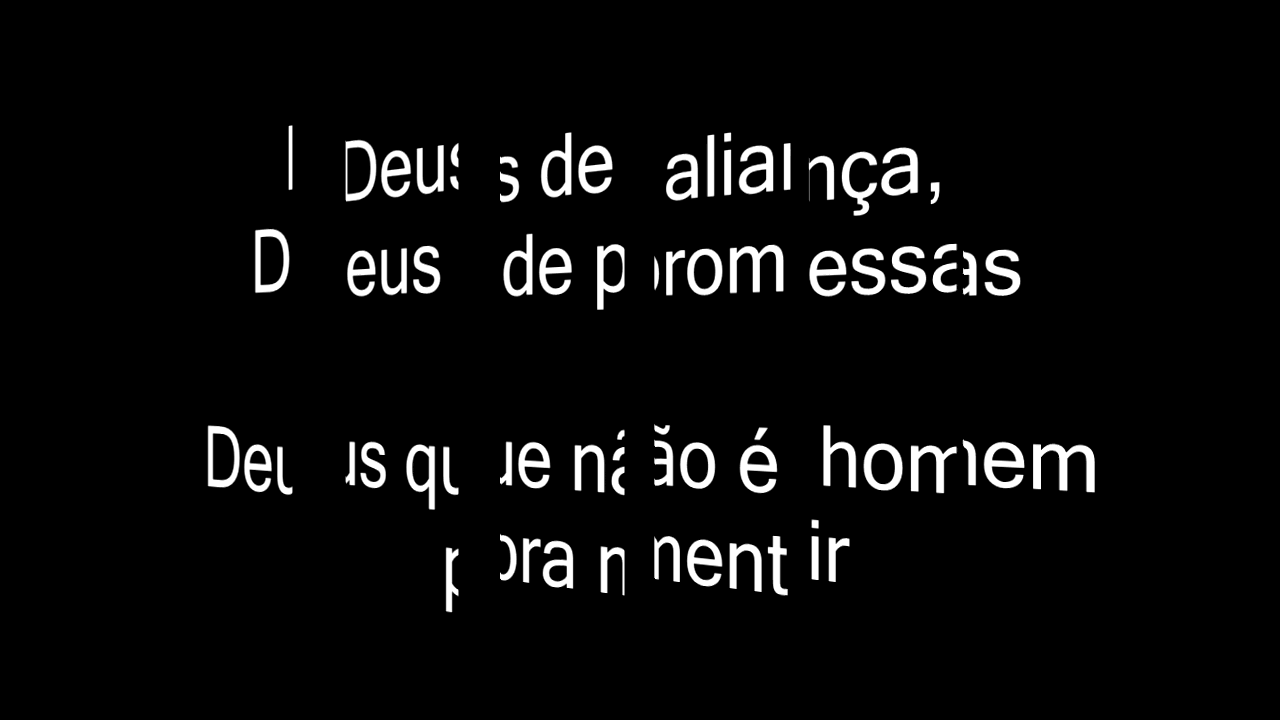 Deus de aliança,
Deus de promessas
Deus que não é homem
pra mentir